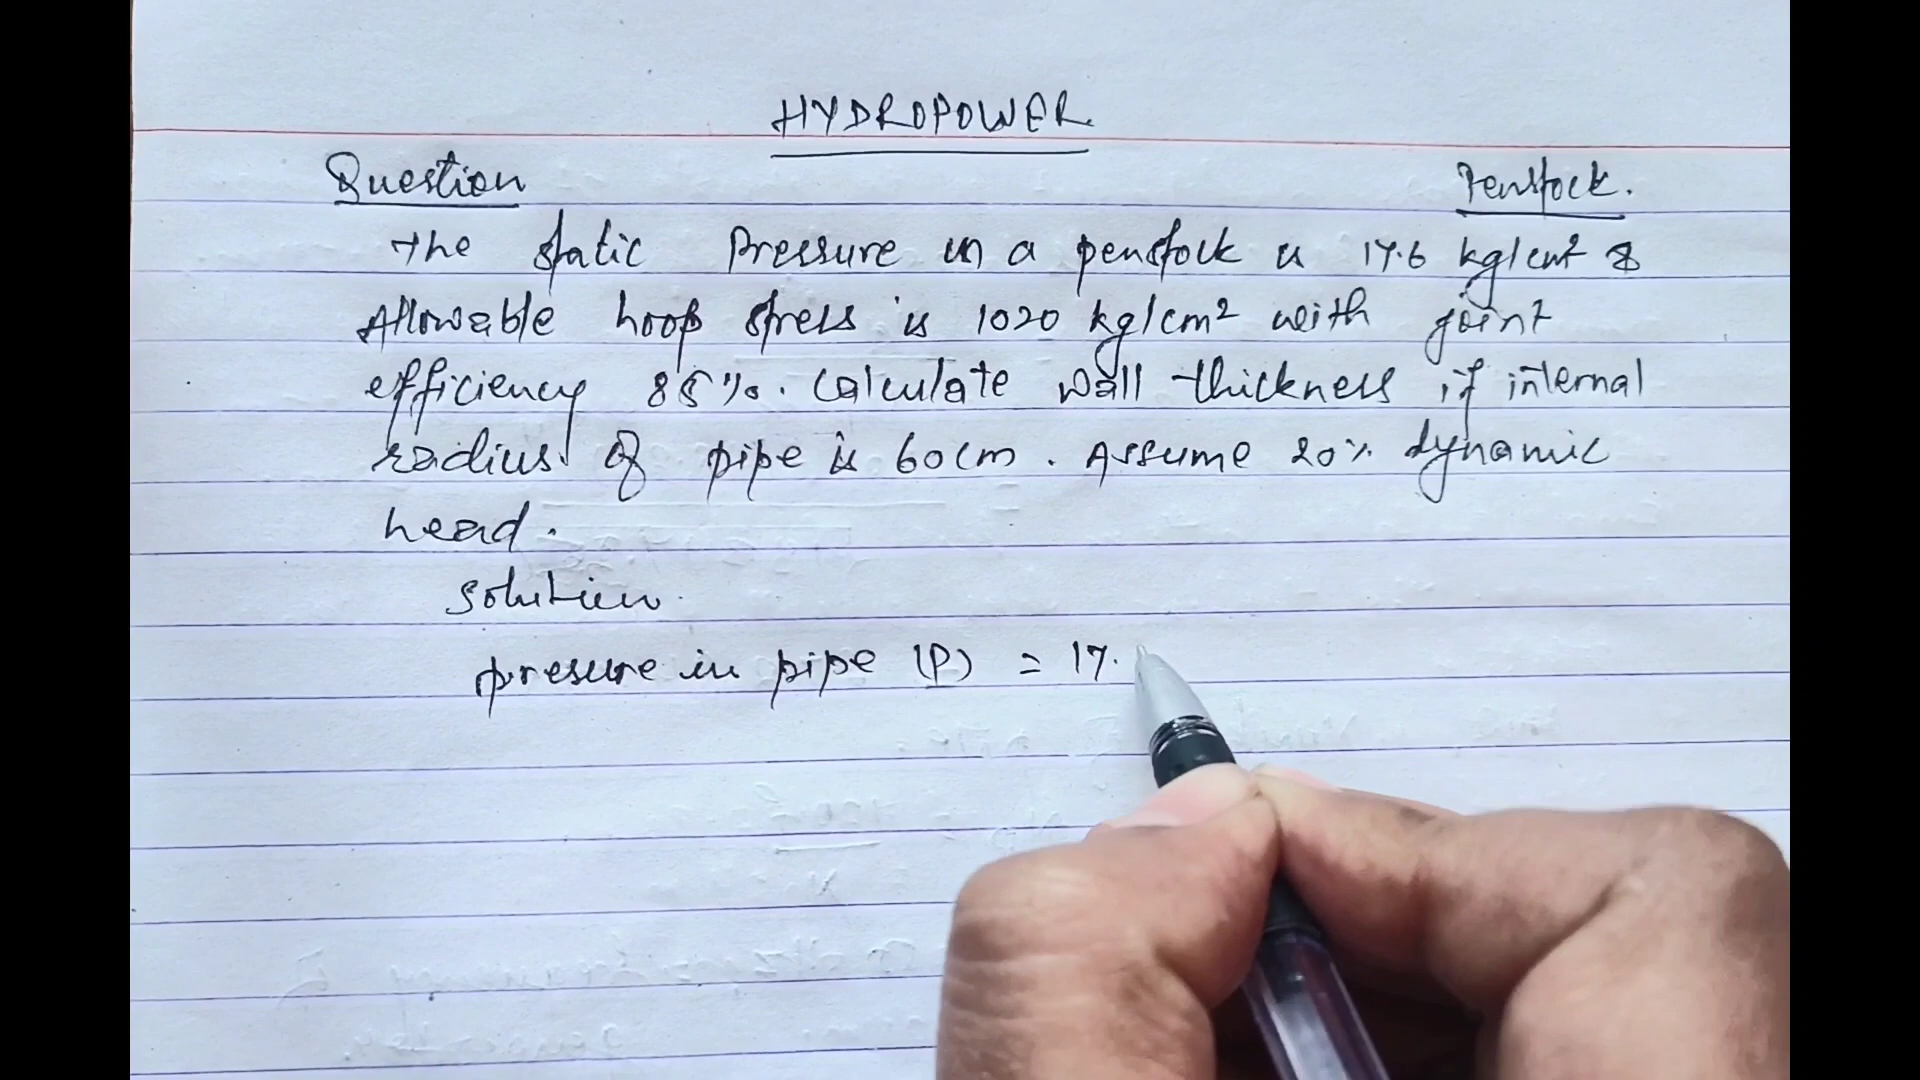 HYDROPOWER
Question
Penstock.
The static Pressure in a penstock is 17.6 kg/cm² &
Allowable hoop stress is 1020 kg/cm² with joint
efficiency 85%. Calculate wall thickness if internal
radius of pipe is 60cm. Assume 20% dynamic
head.
solution.
presure in pipe (P) = 17.